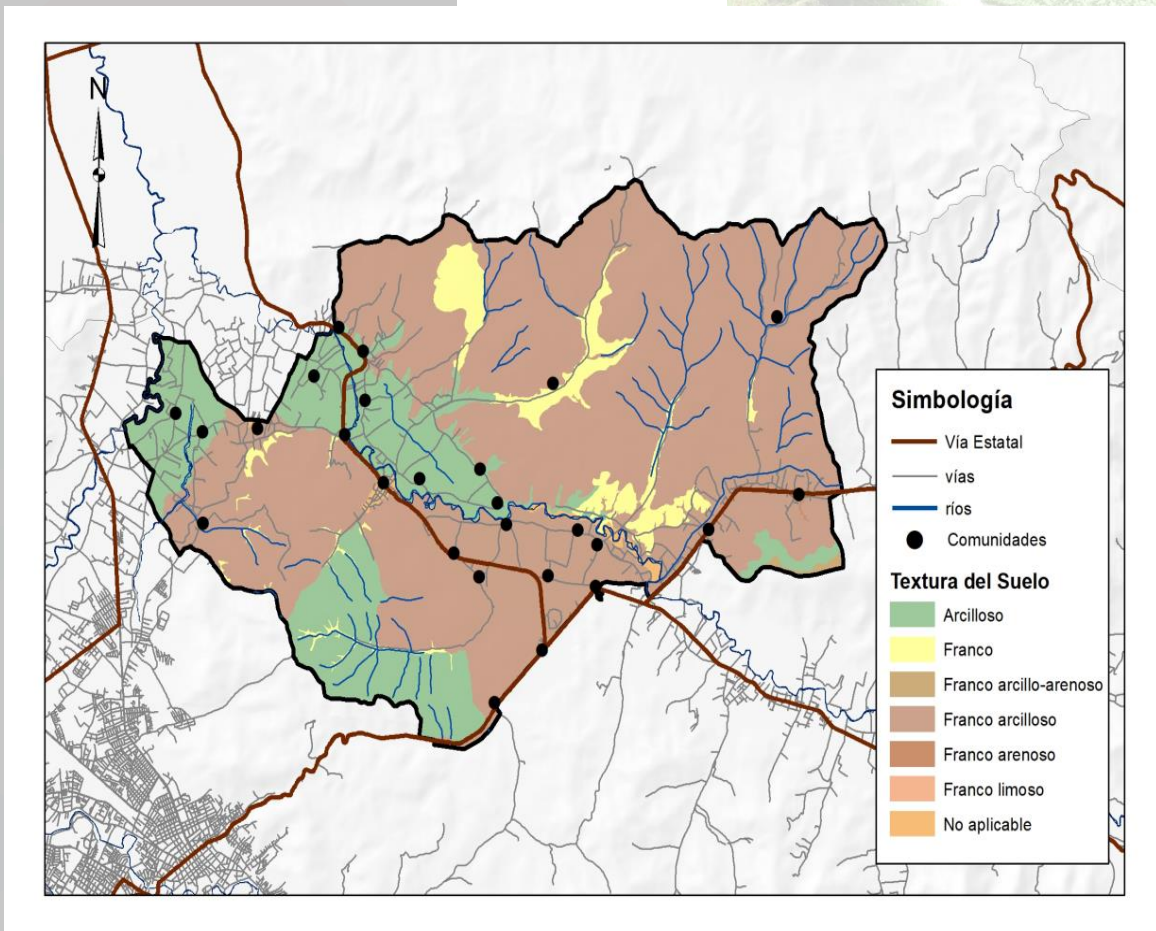 N
Simbología
Vía Estatal
vías
ríos
Comunidades
Textura del Suelo
Arcilloso
Franco
Franco arcillo-arenoso
Franco arcilloso
Franco arenoso
Franco limoso
No aplicable